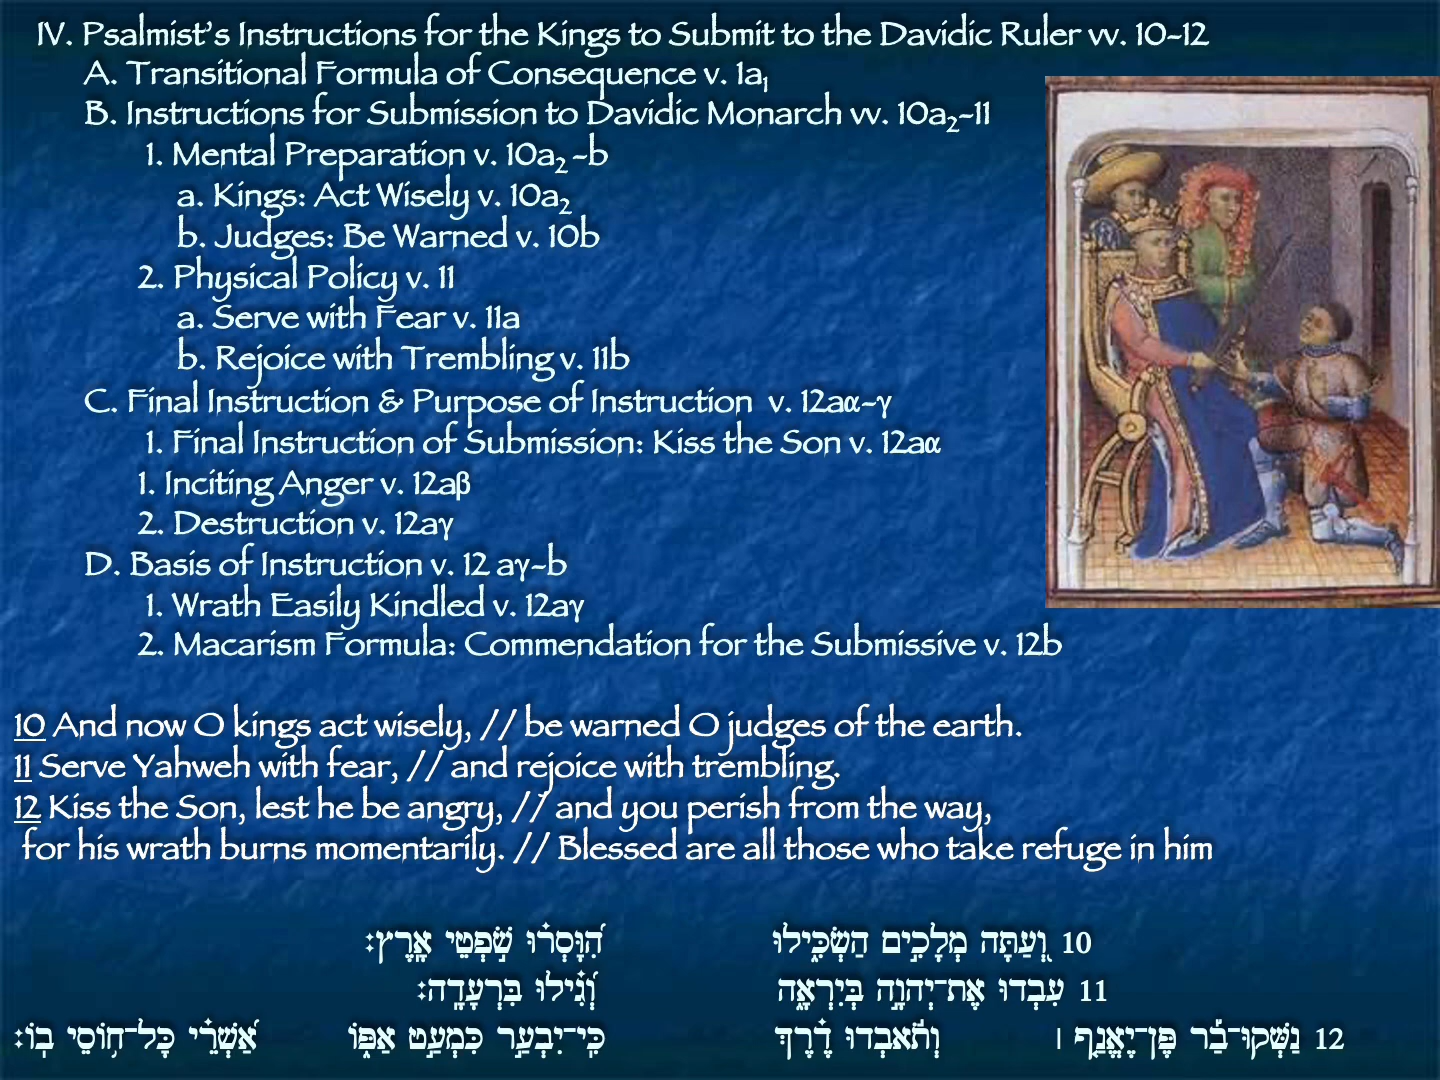 IV. Psalmist's Instructions for the Kings to Submit to the Davidic Ruler vv. 10-12
A. Transitional Formula of Consequence v. 1a₁
B. Instructions for Submission to Davidic Monarch vv. 10a₂-11
1. Mental Preparation v. 10a₂ -b
a. Kings: Act Wisely v. 10a₂
b. Judges: Be Warned v. 10b
2. Physical Policy v. 11
a. Serve with Fear v. 11a
b. Rejoice with Trembling v. 11b
C. Final Instruction & Purpose of Instruction v. 12aα-γ
1. Final Instruction of Submission: Kiss the Son v. 12aα
1. Inciting Anger v. 12aβ
2. Destruction v. 12aγ
D. Basis of Instruction v. 12 aγ-b
1. Wrath Easily Kindled v. 12aγ
2. Macarism Formula: Commendation for the Submissive v. 12b
10 And now O kings act wisely, // be warned O judges of the earth.
11 Serve Yahweh with fear, // and rejoice with trembling.
12 Kiss the Son, lest he be angry, // and you perish from the way,
for his wrath burns momentarily. // Blessed are all those who take refuge in him
10 וְ֭עַתָּה מְלָכִ֣ים הַשְׂכִּ֑ילוּ הִ֝וָּסְר֗וּ שֹׁ֣פְטֵי אָֽרֶץ׃
11 עִבְד֣וּ אֶת־יְהוָ֣ה בְּיִרְאָ֑ה וְ֝גִ֗ילוּ בִּרְעָדָֽה׃
12 נַשְּׁקוּ־בַ֡ר פֶּן־יֶאֱנַ֤ף ׀ וְתֹ֬אבְדוּ דֶ֗רֶךְ כִּֽי־יִבְעַ֣ר כִּמְעַ֣ט אַפּ֑וֹ אַ֝שְׁרֵ֗י כָּל־ח֥וֹסֵי בֽוֹ׃